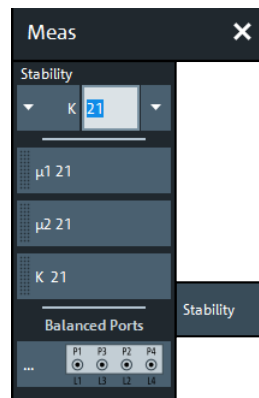 Meas
Stability
K 21
μ1 21
μ2 21
K 21
Stability
Balanced Ports
... P1 P3 P2 P4
L1 L3 L2 L4